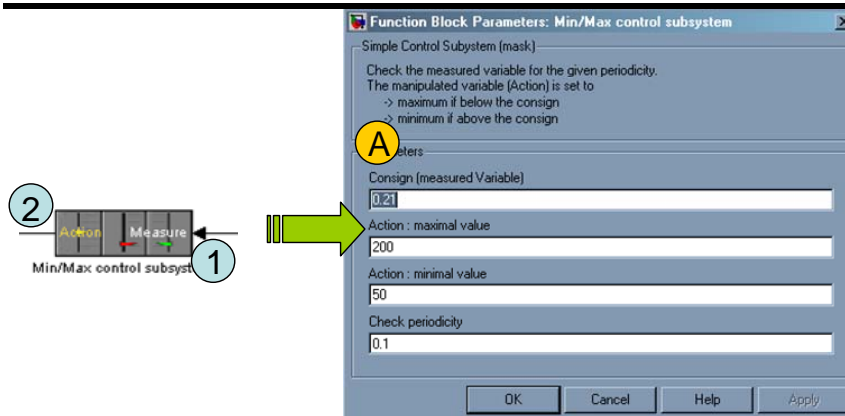 Function Block Parameters: Min/Max control subsystem
Simple Control Subystem (mask)
Check the measured variable for the given periodicity.
The manipulated variable (Action) is set to
-> maximum if below the consign
-> minimum if above the consign
A
Consign (measured Variable)
0.21
Action : maximal value
200
Action : minimal value
50
Check periodicity
0.1
OK Cancel Help Apply
2
Action Measure
1
Min/Max control